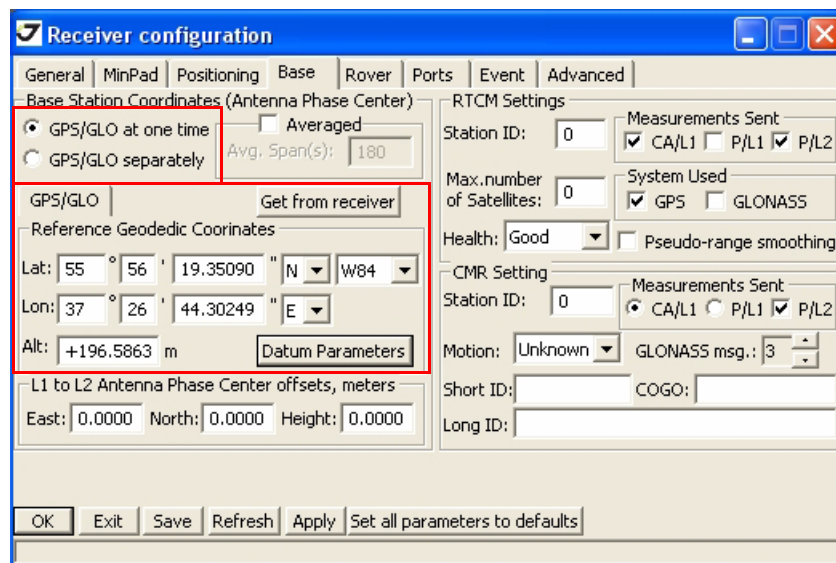 Receiver configuration
General MinPad Positioning Base Rover Ports Event Advanced
Base Station Coordinates (Antenna Phase Center)
GPS/GLO at one time
GPS/GLO separately
Averaged
Avg. Span(s): 180
GPS/GLO
Get from receiver
Reference Geodedic Coorinates
Lat: 55 ° 56 ' 19.35090 " N W84
Lon: 37 ° 26 ' 44.30249 " E
Alt: +196.5863 m Datum Parameters
L1 to L2 Antenna Phase Center offsets, meters
East: 0.0000 North: 0.0000 Height: 0.0000
RTCM Settings
Station ID: 0
Measurements Sent
CA/L1 P/L1 P/L2
Max.number
of Satellites: 0
System Used
GPS GLONASS
Health: Good Pseudo-range smoothing
CMR Setting
Station ID: 0
Measurements Sent
CA/L1 P/L1 P/L2
Motion: Unknown GLONASS msg.: 3
Short ID: COGO:
Long ID:
OK Exit Save Refresh Apply Set all parameters to defaults